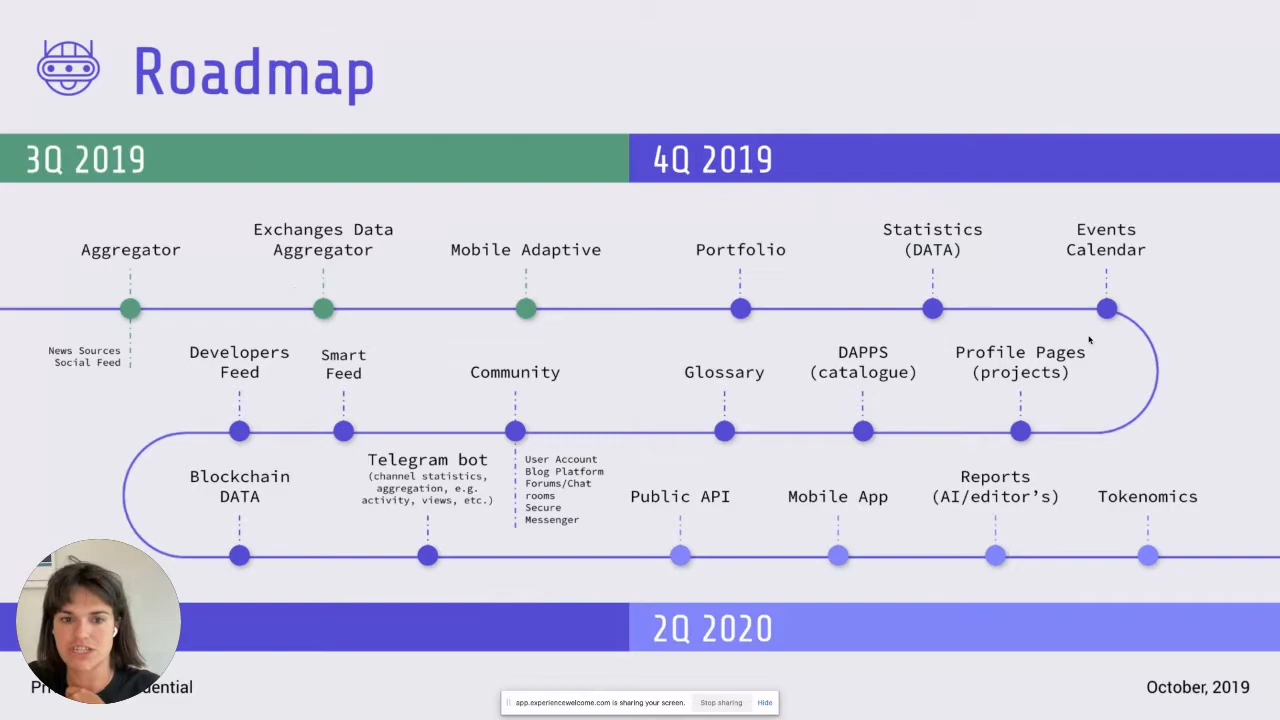 Roadmap
3Q 2019
4Q 2019
Aggregator
Exchanges Data
Aggregator
Mobile Adaptive
Portfolio
Statistics
(DATA)
Events
Calendar
News Sources
Social Feed
Developers
Feed
Smart
Feed
Community
Glossary
DAPPS
(catalogue)
Profile Pages
(projects)
Blockchain
DATA
Telegram bot
(channel statistics,
aggregation, e.g.
activity, views, etc.)
User Account
Blog Platform
Forums/Chat
rooms
Secure
Messenger
Public API
Mobile App
Reports
(AI/editor's)
Tokenomics
2Q 2020
October, 2019
app.experiencewelcome.com is sharing your screen.
Stop sharing
Hide